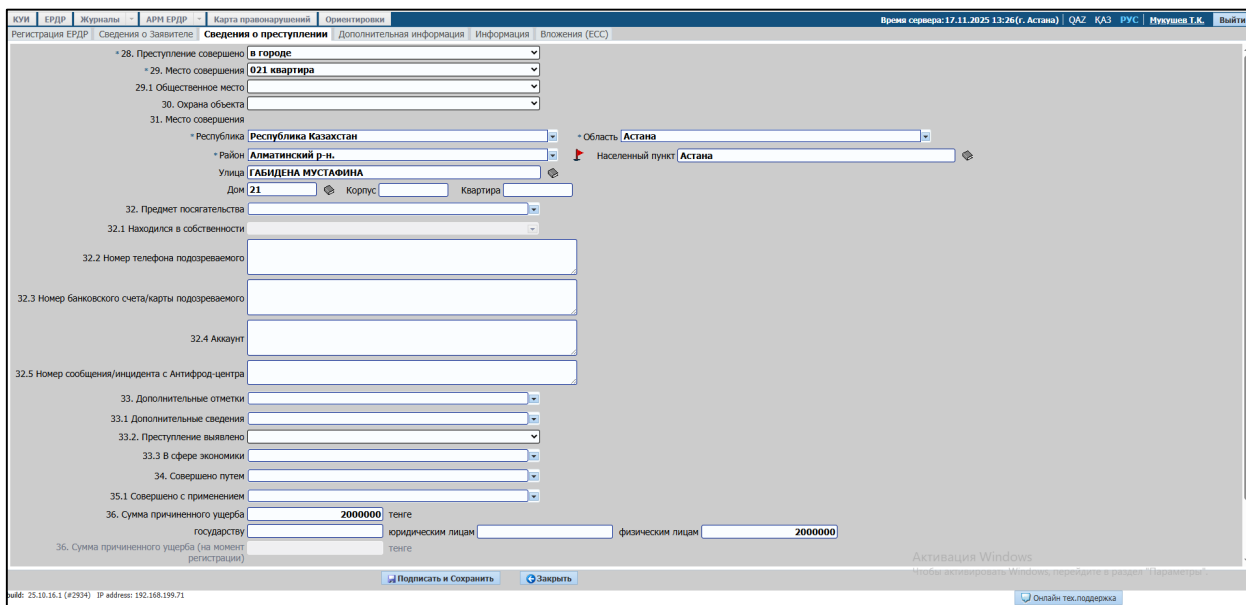 КУИ ЕРДР Журналы АРМ ЕРДР Карта правонарушений Ориентировки Время сервера:17.11.2025 13:26(г. Астана) QAZ ҚАЗ РУС Мукушев Т.К. Выйти
Регистрация ЕРДР Сведения о Заявителе Сведения о преступлении Дополнительная информация Информация Вложения (ЕСС)
* 28. Преступление совершено в городе
* 29. Место совершения 021 квартира
29.1 Общественное место
30. Охрана объекта
31. Место совершения
* Республика Республика Казахстан * Область Астана
* Район Алматинский р-н. Населенный пункт Астана
Улица ГАБИДЕНА МУСТАФИНА
Дом 21 Корпус Квартира
32. Предмет посягательства
32.1 Находился в собственности
32.2 Номер телефона подозреваемого
32.3 Номер банковского счета/карты подозреваемого
32.4 Аккаунт
32.5 Номер сообщения/инцидента с Антифрод-центра
33. Дополнительные отметки
33.1 Дополнительные сведения
33.2. Преступление выявлено
33.3 В сфере экономики
34. Совершено путем
35.1 Совершено с применением
36. Сумма причиненного ущерба 2000000 тенге
государству юридическим лицам физическим лицам 2000000
36. Сумма причиненного ущерба (на момент регистрации) тенге
Активация Windows
Чтобы активировать Windows, перейдите в раздел "Параметры".
Подписать и Сохранить Закрыть
build: 25.10.16.1 (#2934) IP address: 192.168.199.71 Онлайн тех.поддержка